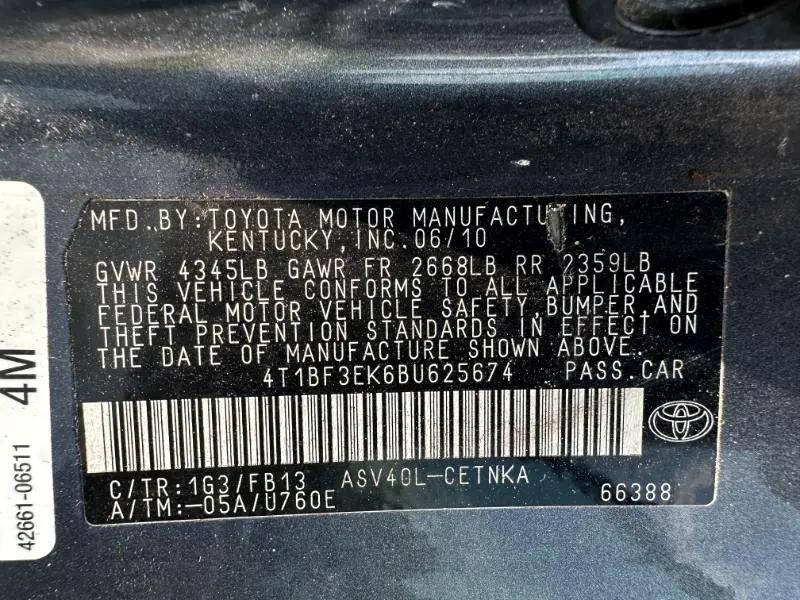 MFD. BY: TOYOTA MOTOR MANUFACTURING,
KENTUCKY, INC. 06/10
GVWR 4345LB GAWR FR 2668LB RR 2359LB
THIS VEHICLE CONFORMS TO ALL APPLICABLE
FEDERAL MOTOR VEHICLE SAFETY, BUMPER, AND
THEFT PREVENTION STANDARDS IN EFFECT ON
THE DATE OF MANUFACTURE SHOWN ABOVE.
4T1BF3EK6BU625674 PASS. CAR
C/TR: 1G3/FB13 ASV40L-CETNKA
A/TM:-05A/U760E 66388
4M
42661-06511